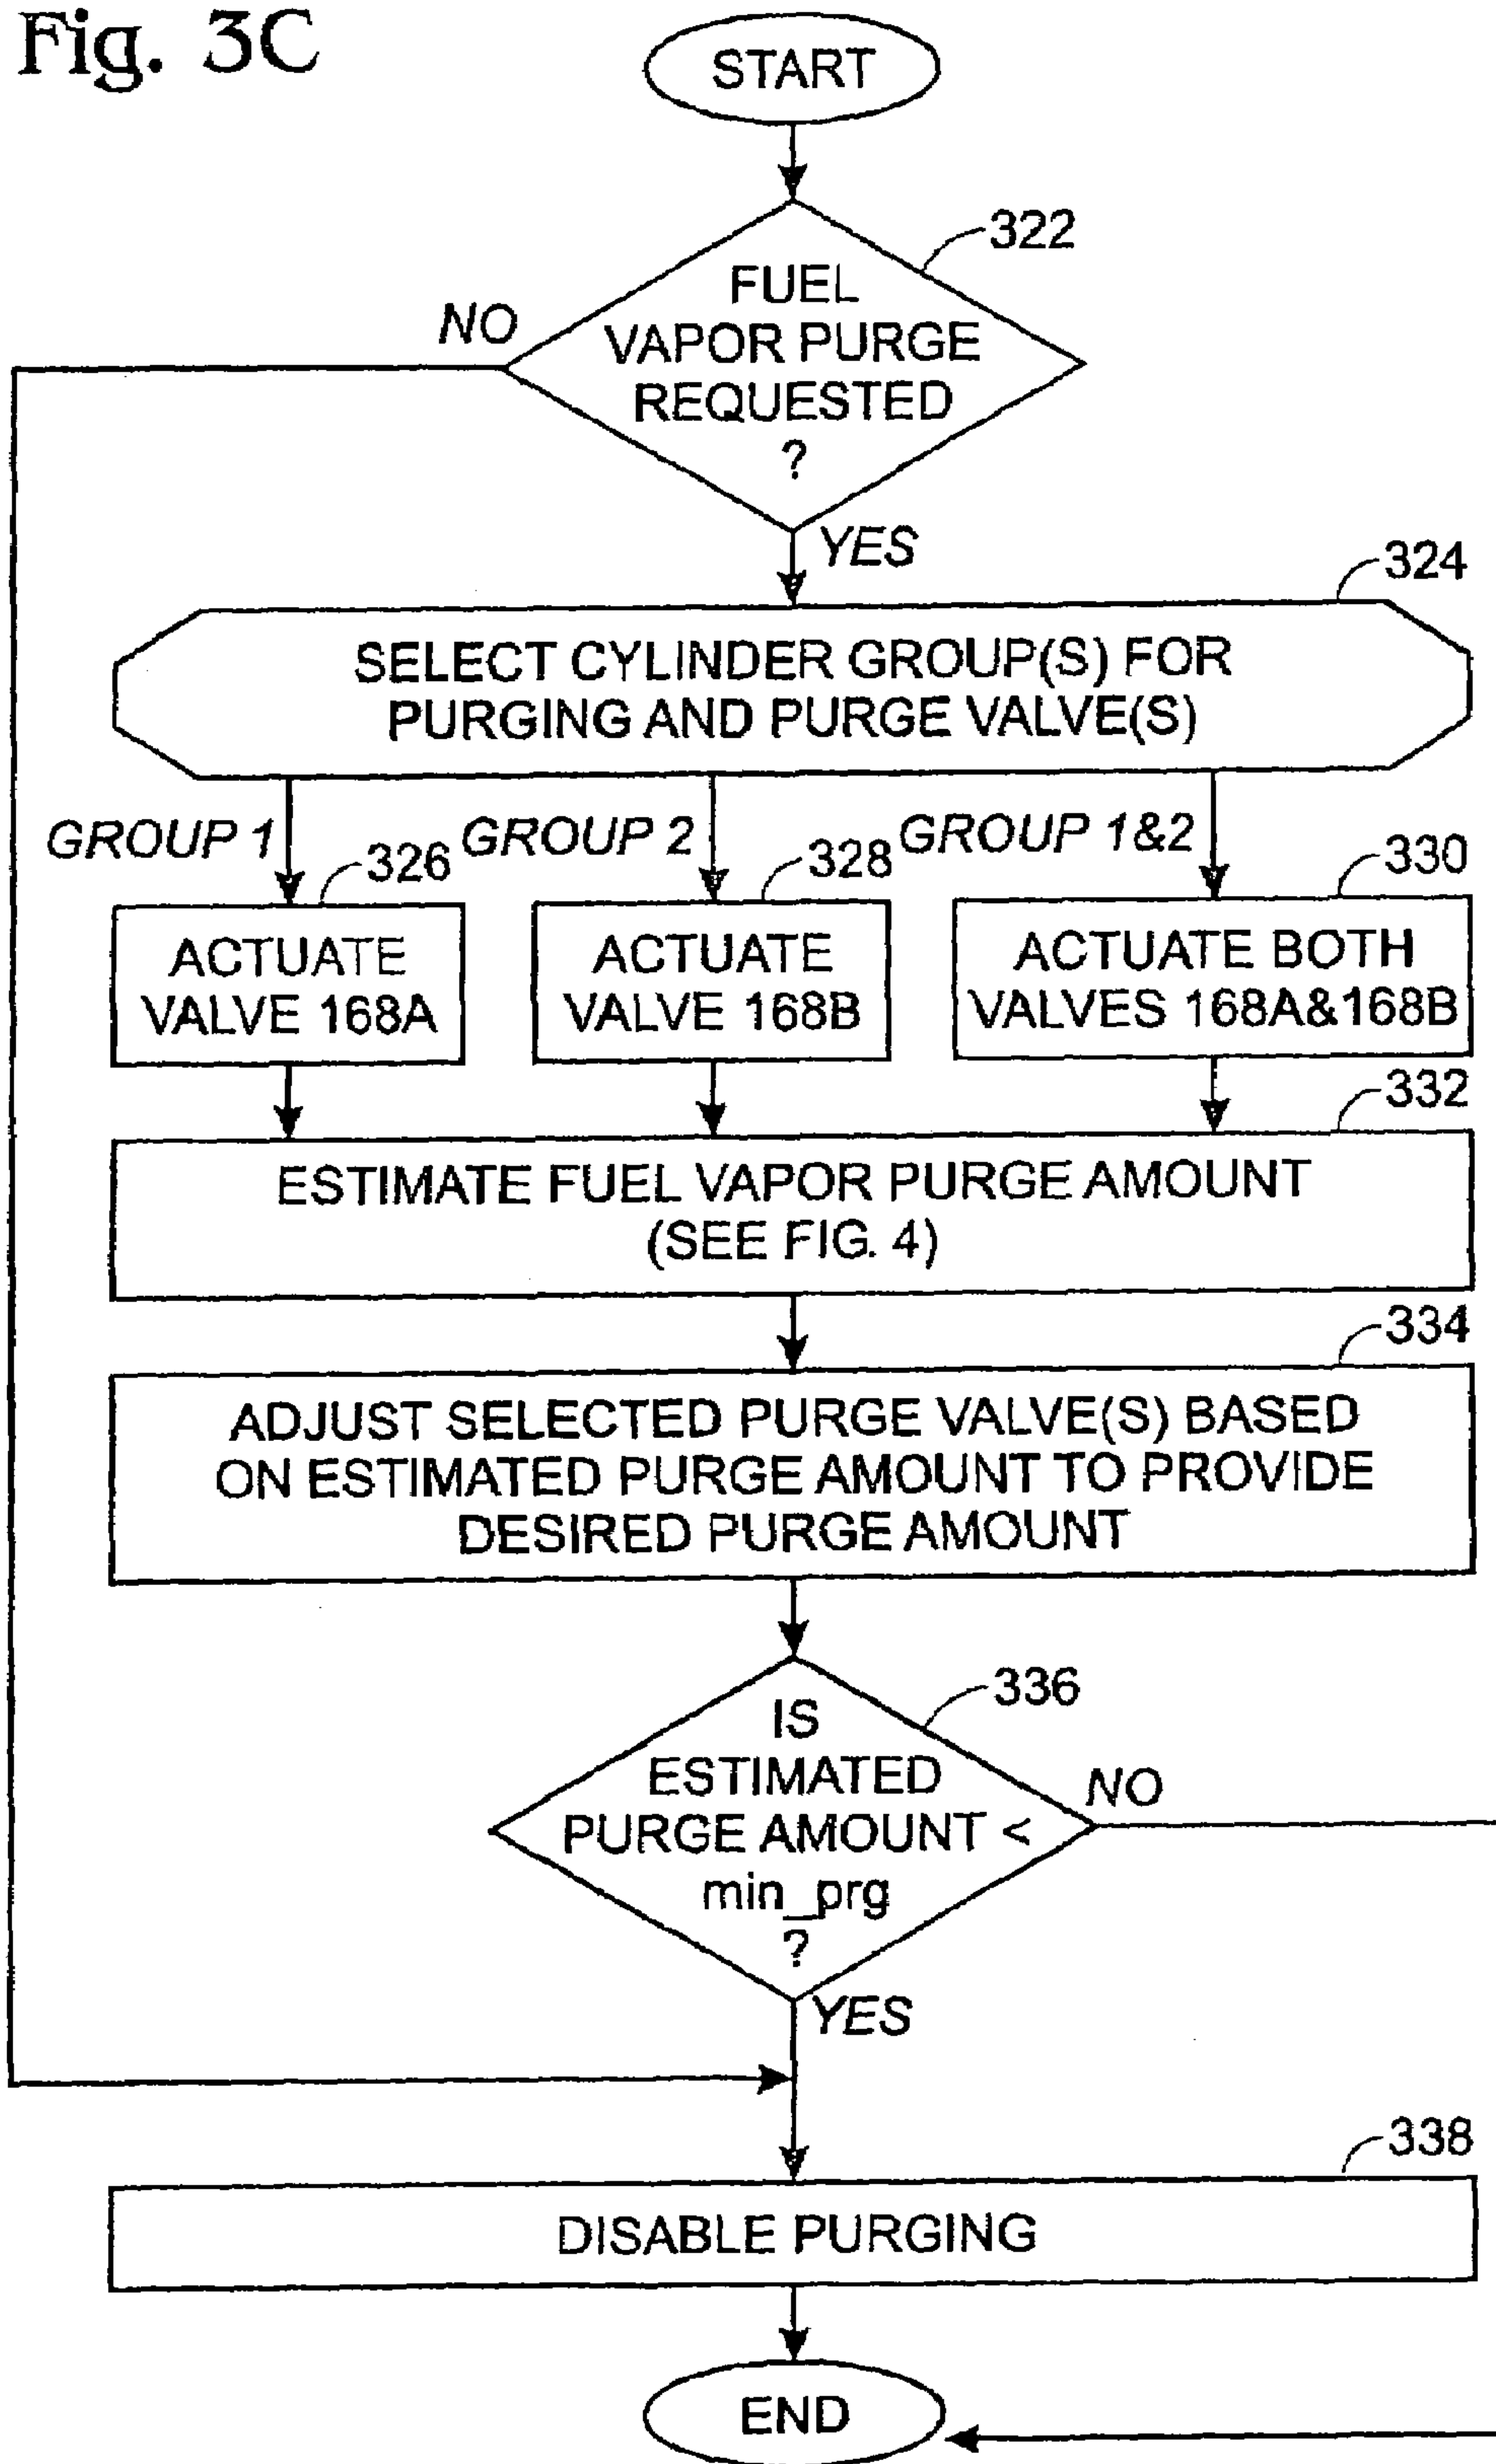 Fig. 3C
START
322
FUEL
VAPOR PURGE
REQUESTED
?
NO
YES
324
SELECT CYLINDER GROUP(S) FOR
PURGING AND PURGE VALVE(S)
GROUP 1
GROUP 2
GROUP 1&2
326
328
330
ACTUATE
VALVE 168A
ACTUATE
VALVE 168B
ACTUATE BOTH
VALVES 168A&168B
332
ESTIMATE FUEL VAPOR PURGE AMOUNT
(SEE FIG. 4)
334
ADJUST SELECTED PURGE VALVE(S) BASED
ON ESTIMATED PURGE AMOUNT TO PROVIDE
DESIRED PURGE AMOUNT
336
IS
ESTIMATED
PURGE AMOUNT <
min_prg
?
NO
YES
338
DISABLE PURGING
END